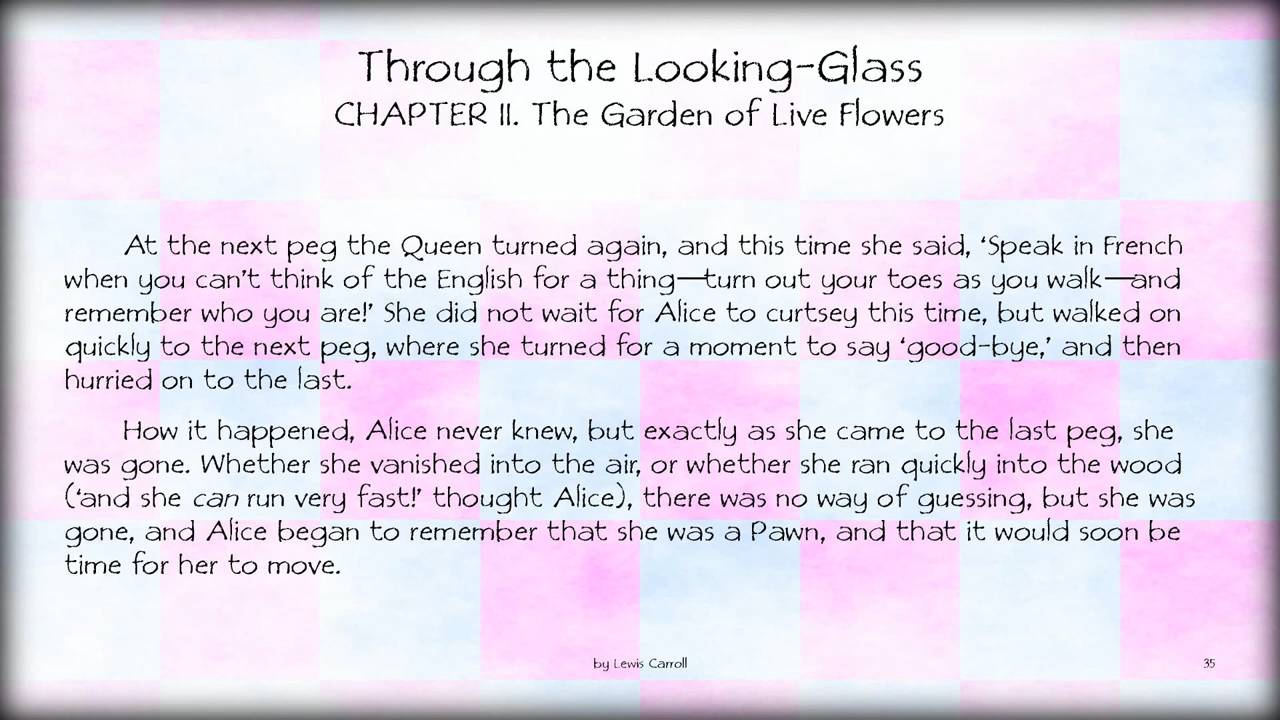 Through the Looking-Glass
CHAPTER II. The Garden of Live Flowers
At the next peg the Queen turned again, and this time she said, ‘Speak in French
when you can’t think of the English for a thing—turn out your toes as you walk—and
remember who you are!’ She did not wait for Alice to curtsey this time, but walked on
quickly to the next peg, where she turned for a moment to say ‘good-bye,’ and then
hurried on to the last.
How it happened, Alice never knew, but exactly as she came to the last peg, she
was gone. Whether she vanished into the air, or whether she ran quickly into the wood
(‘and she can run very fast!’ thought Alice), there was no way of guessing, but she was
gone, and Alice began to remember that she was a Pawn, and that it would soon be
time for her to move.
by Lewis Carroll
35